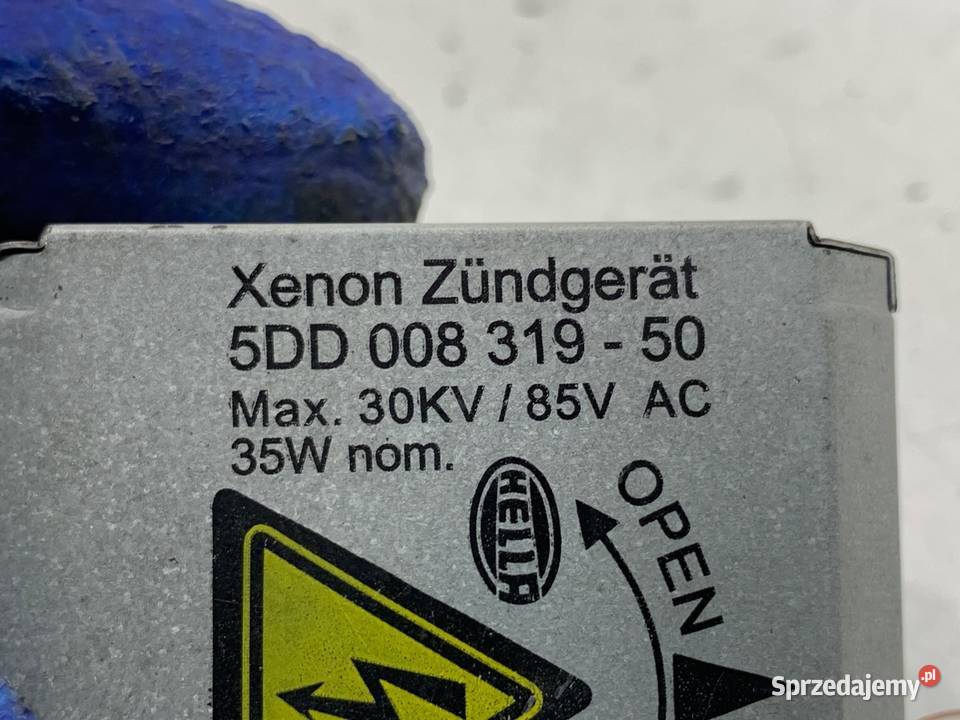 Xenon Zündgerät
5DD 008 319 - 50
Max. 30KV / 85V AC
35W nom.
HELLA
OPEN
Sprzedajemy.pl